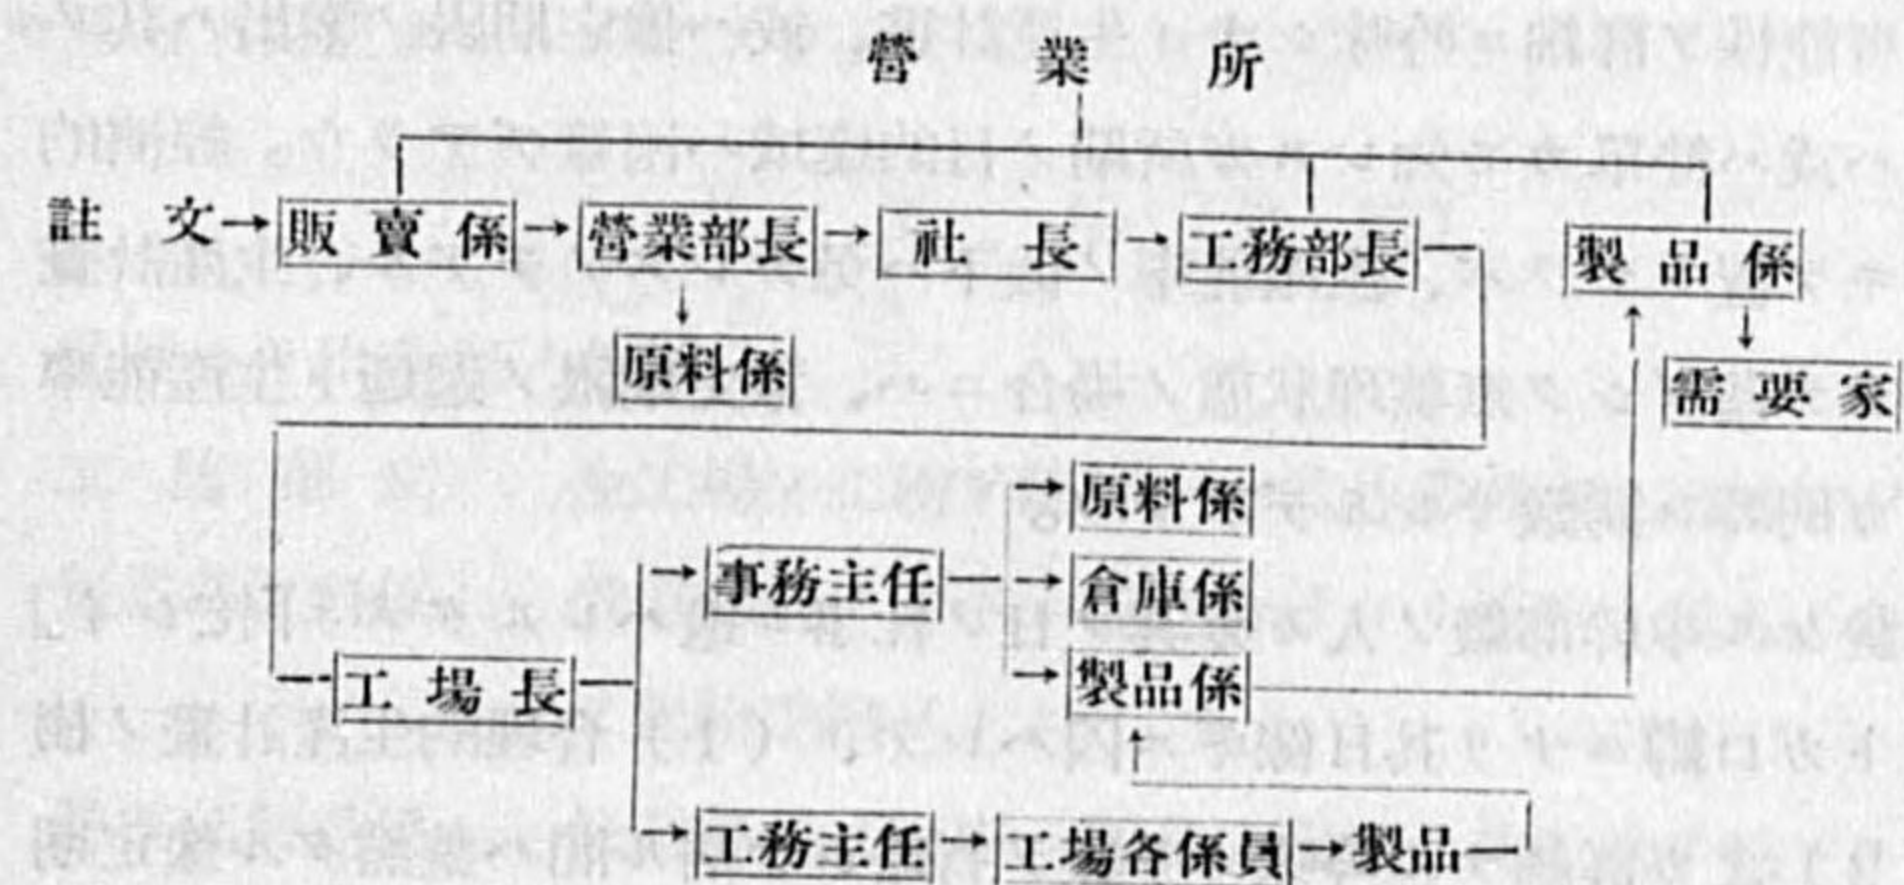 營業所
註文→販賣係→營業部長→社長→工務部長 製品係
↓ ↑ ↓
原料係 需要家
→原料係
→事務主任 →倉庫係
工場長 →製品係
↑
→工務主任→工場各係員→製品